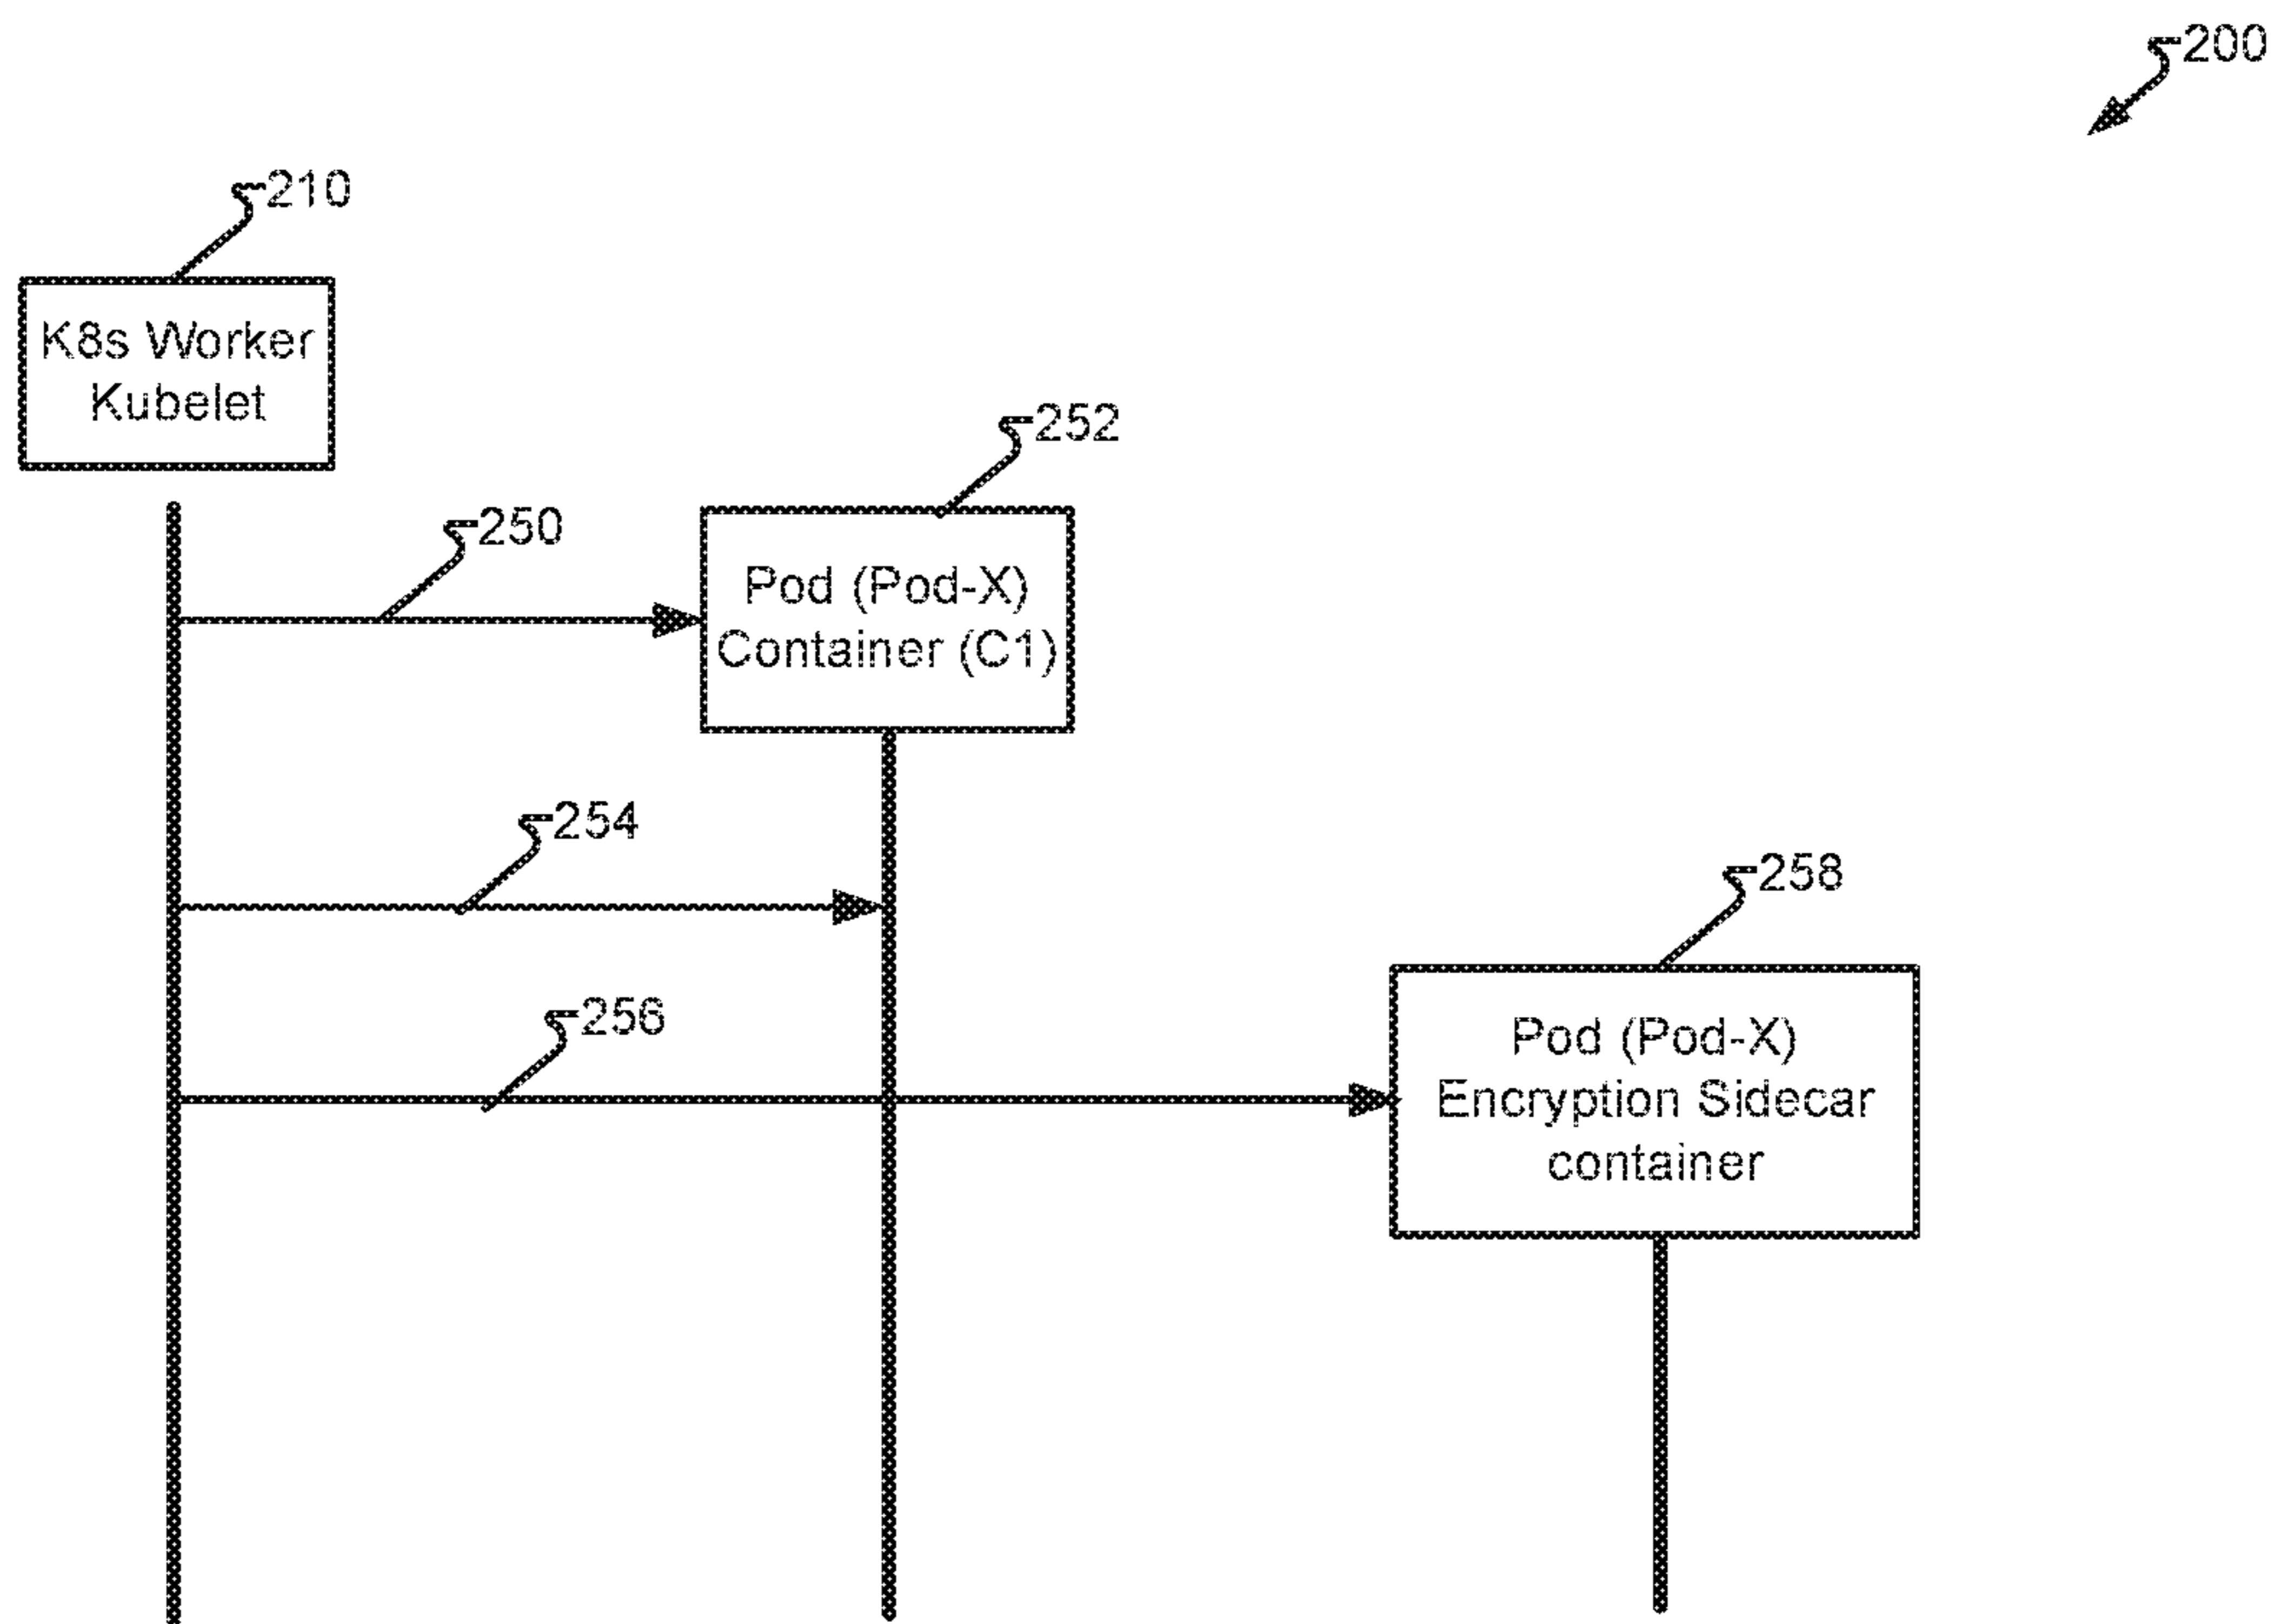 200
210
K8s Worker
Kubelet
252
250
Pod (Pod-X)
Container (C1)
254
258
256
Pod (Pod-X)
Encryption Sidecar
container